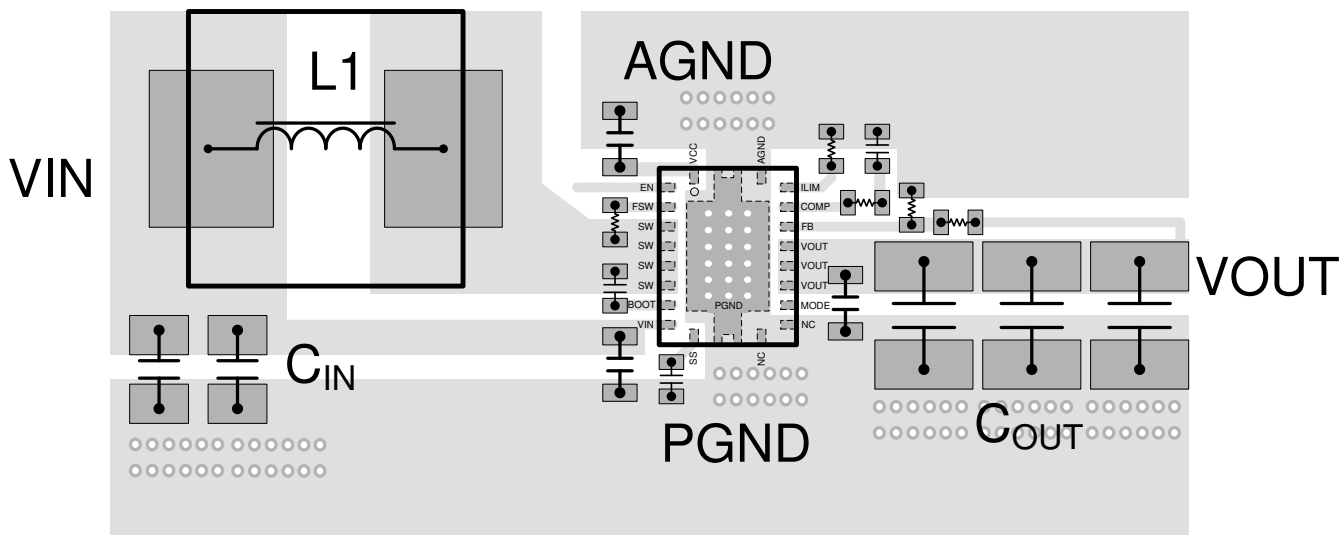 L1
AGND
VIN
VCC
AGND
EN
FSW
SW
SW
SW
SW
BOOT
VIN
ILIM
COMP
FB
VOUT
VOUT
VOUT
MODE
NC
PGND
SS
NC
VOUT
CIN
COUT
PGND